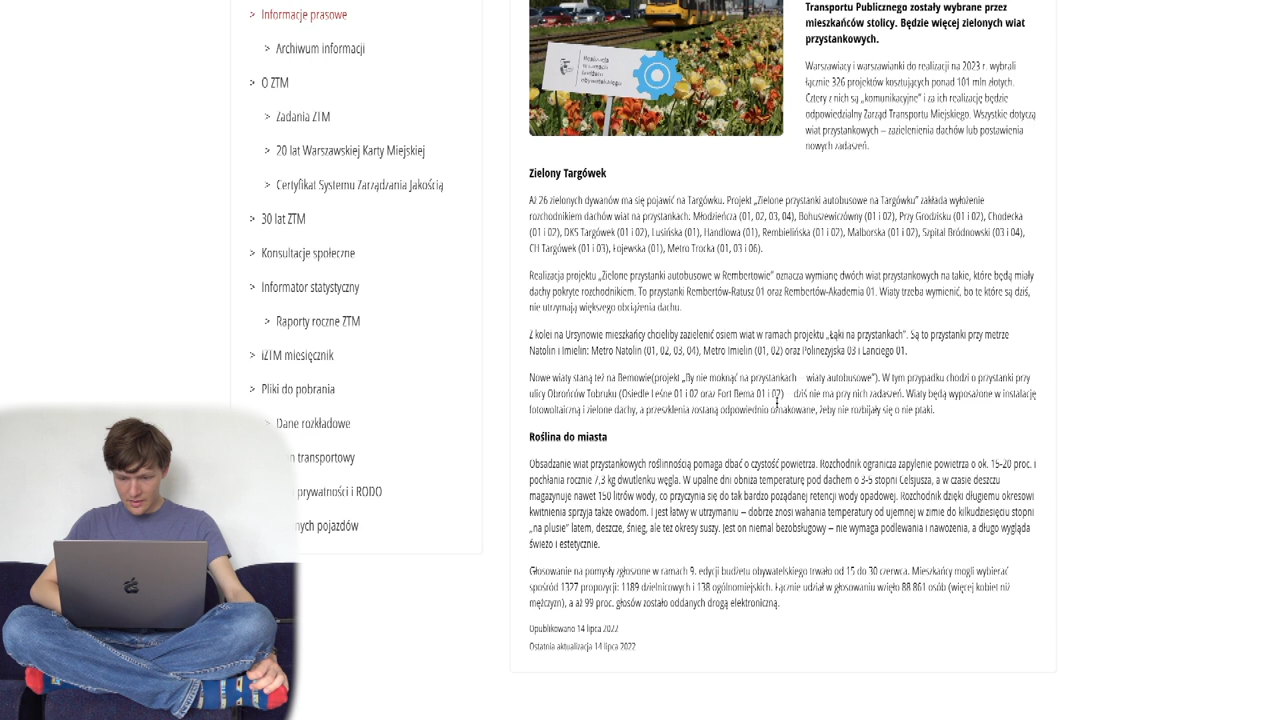 > Informacje prasowe
> Archiwum informacji
> O ZTM
> Zadania ZTM
> 20 lat Warszawskiej Karty Miejskiej
> Certyfikat Systemu Zarządzania Jakością
> 30 lat ZTM
> Konsultacje społeczne
> Informator statystyczny
> Raporty roczne ZTM
> iZTM miesięcznik
> Pliki do pobrania
> Dane rozkładowe
transportowy
prywatności i RODO
pojazdów
Realizacja
w ramach
budżetu
obywatelskiego
Transportu Publicznego zostały wybrane przez
mieszkańców stolicy. Będzie więcej zielonych wiat
przystankowych.
Warszawiacy i warszawianki do realizacji na 2023 r. wybrali
łącznie 326 projektów kosztujących ponad 101 mln złotych.
Cztery z nich są „komunikacyjne” i za ich realizację będzie
odpowiedzialny Zarząd Transportu Miejskiego. Wszystkie dotyczą
wiat przystankowych – zazielenienia dachów lub postawienia
nowych zadaszeń.
Zielony Targówek
Aż 26 zielonych dywanów ma się pojawić na Targówku. Projekt „Zielone przystanki autobusowe na Targówku” zakłada wyłożenie
rozchodnikiem dachów wiat na przystankach: Młodzieńcza (01, 02, 03, 04), Bohuszewiczówny (01 i 02), Przy Grodzisku (01 i 02), Chodecka
(01 i 02), DKS Targówek (01 i 02), Łusińska (01), Handlowa (01), Rembielińska (01 i 02), Malborska (01 i 02), Szpital Bródnowski (03 i 04),
CH Targówek (01 i 03), Łojewska (01), Metro Trocka (01, 03 i 06).
Realizacja projektu „Zielone przystanki autobusowe w Rembertowie” oznacza wymianę dwóch wiat przystankowych na takie, które będą miały
dachy pokryte rozchodnikiem. To przystanki Rembertów-Ratusz 01 oraz Rembertów-Akademia 01. Wiaty trzeba wymienić, bo te które są dziś,
nie utrzymają większego obciążenia dachu.
Z kolei na Ursynowie mieszkańcy chcieliby zazielenić osiem wiat w ramach projektu „Łąki na przystankach”. Są to przystanki przy metrze
Natolin i Imielin: Metro Natolin (01, 02, 03, 04), Metro Imielin (01, 02) oraz Polinezyjska 03 i Lanciego 01.
Nowe wiaty staną też na Bemowie(projekt „By nie moknąć na przystankach – wiaty autobusowe”). W tym przypadku chodzi o przystanki przy
ulicy Obrońców Tobruku (Osiedle Leśne 01 i 02 oraz Fort Bema 01 i 02) – dziś nie ma przy nich zadaszeń. Wiaty będą wyposażone w instalację
fotowoltaiczną i zielone dachy, a przeszklenia zostaną odpowiednio oznakowane, żeby nie rozbijały się o nie ptaki.
Roślina do miasta
Obsadzanie wiat przystankowych roślinnością pomaga dbać o czystość powietrza. Rozchodnik ogranicza zapylenie powietrza o ok. 15-20 proc. i
pochłania rocznie 7,3 kg dwutlenku węgla. W upalne dni obniża temperaturę pod dachem o 3-5 stopni Celsjusza, a w czasie deszczu
magazynuje nawet 150 litrów wody, co przyczynia się do tak bardzo pożądanej retencji wody opadowej. Rozchodnik dzięki długiemu okresowi
kwitnienia sprzyja także owadom. I jest łatwy w utrzymaniu – dobrze znosi wahania temperatury od ujemnej w zimie do kilkudziesięciu stopni
„na plusie” latem, deszcze, śnieg, ale też okresy suszy. Jest on niemal bezobsługowy – nie wymaga podlewania i nawożenia, a długo wygląda
świeżo i estetycznie.
Głosowanie na pomysły zgłoszone w ramach 9. edycji budżetu obywatelskiego trwało od 15 do 30 czerwca. Mieszkańcy mogli wybierać
spośród 1327 propozycji: 1189 dzielnicowych i 138 ogólnomiejskich. Łącznie udział w głosowaniu wzięło 88 861 osób (więcej kobiet niż
mężczyzn), a aż 99 proc. głosów zostało oddanych drogą elektroniczną.
Opublikowano 14 lipca 2022
Ostatnia aktualizacja 14 lipca 2022